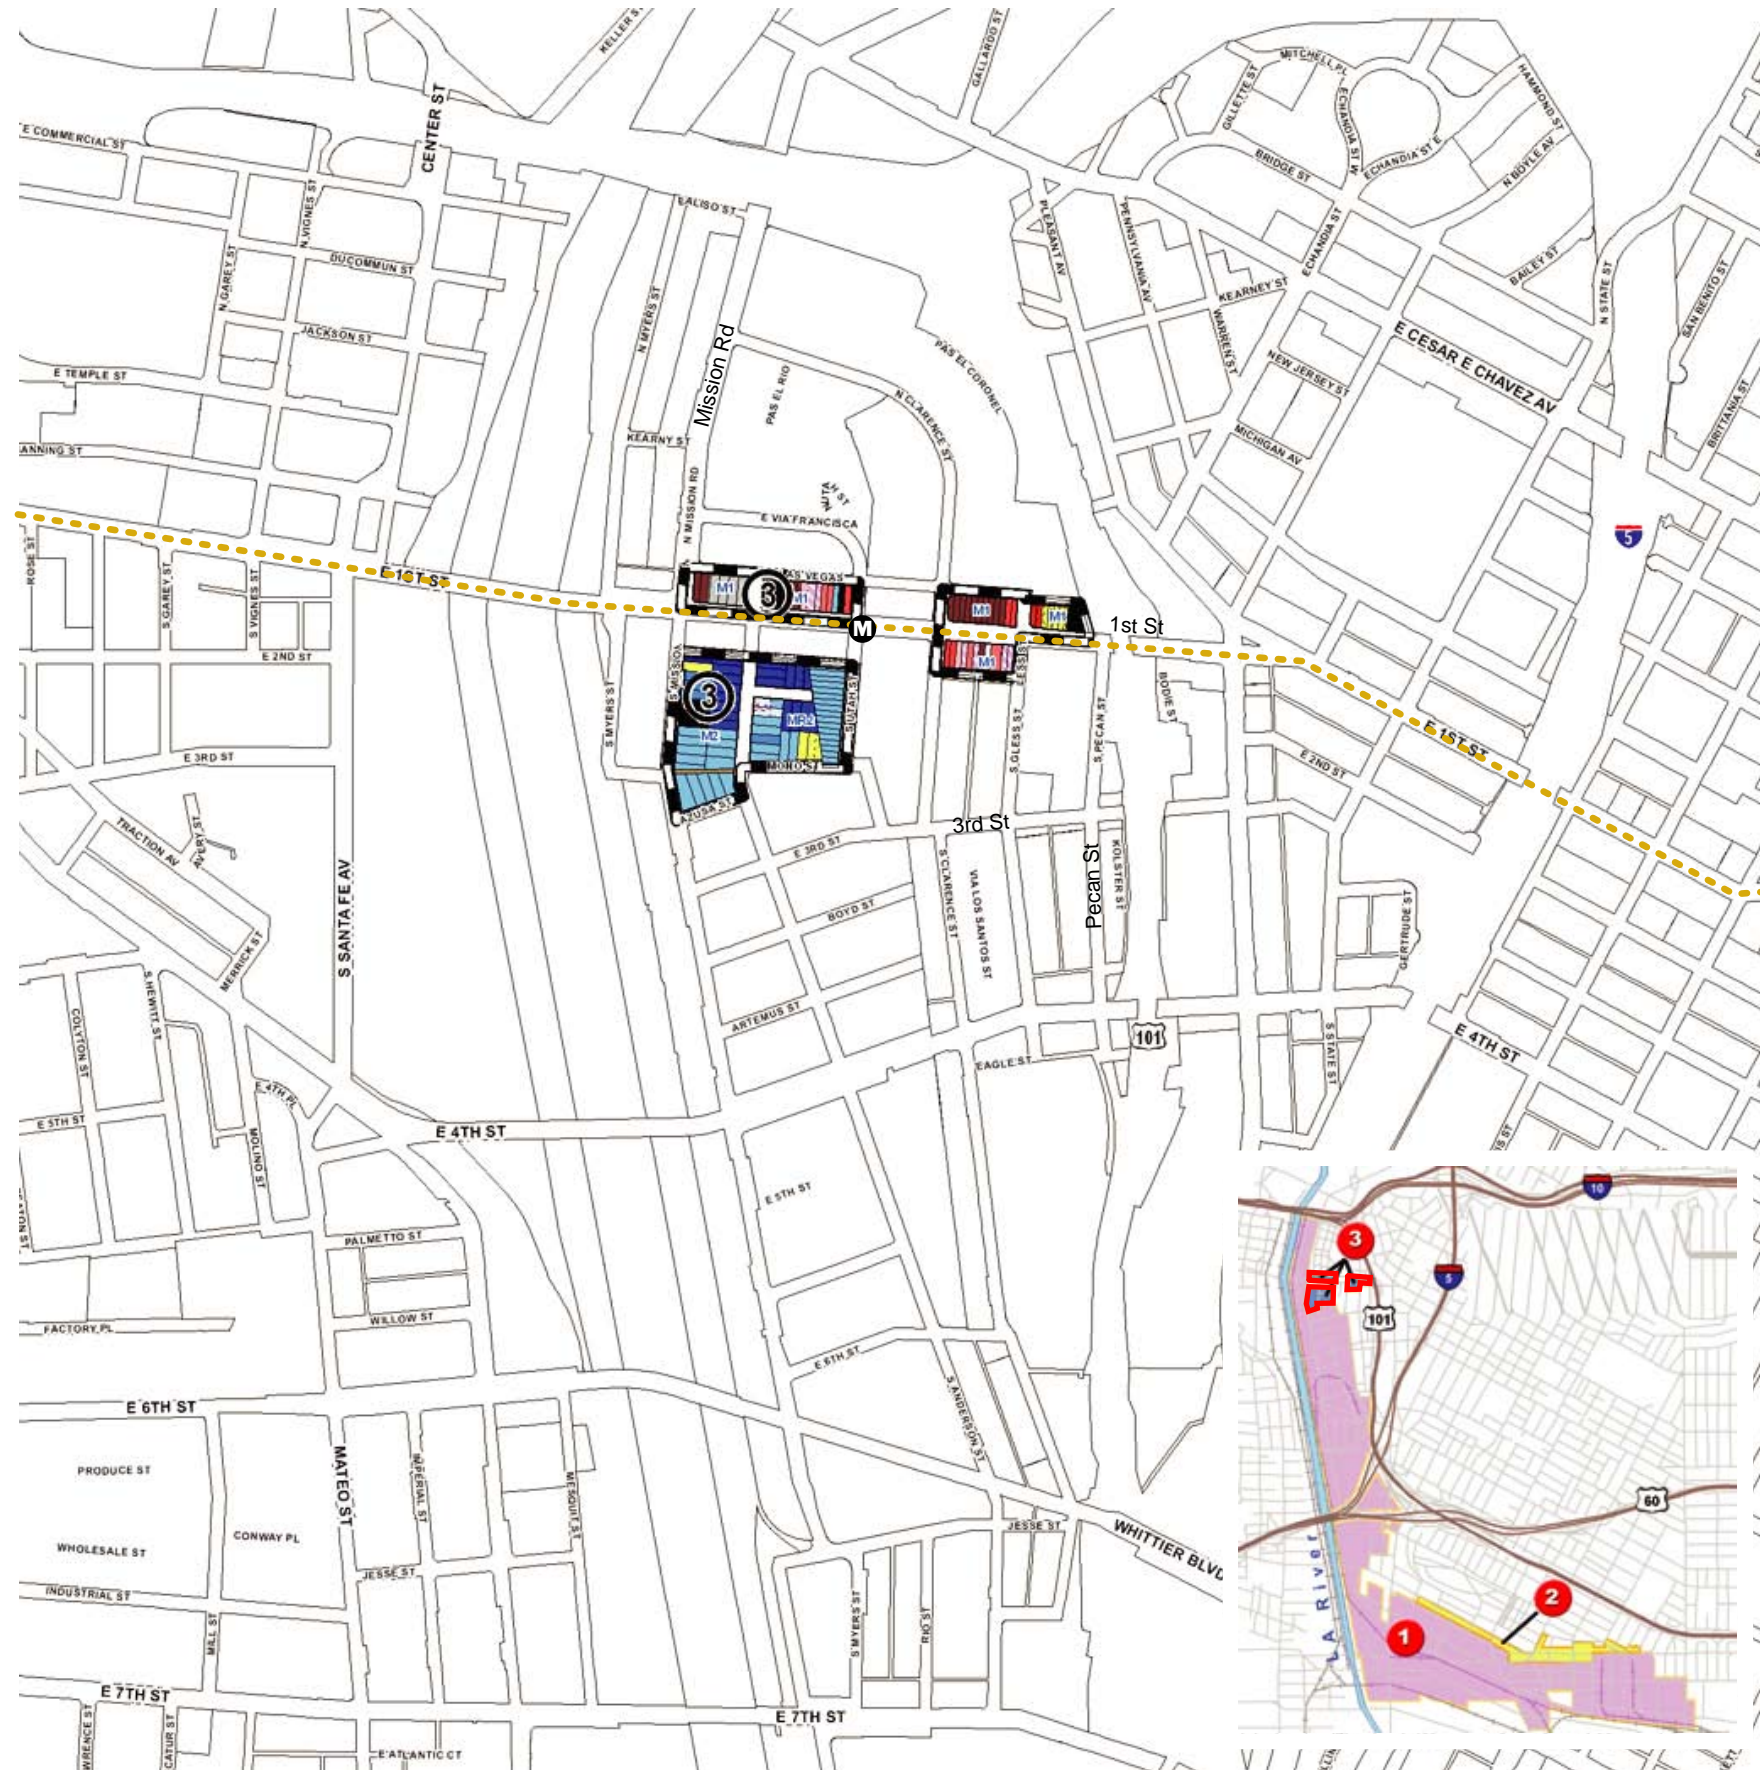 KELLER S
GALLARDO ST
MITCHELL PL
HAMMOND ST
GILLETTE ST
ECHANDIA ST W
ECHANDIA ST E
N BOYLE AV
CENTER ST
E COMMERCIAL ST
BRIDGE ST
N VIGNES ST
E ALISO ST
PLEASANT AV
PENNSYLVANIA AV
ECHANDIA ST
BAILEY ST
N GAREY ST
DUCOMMUN ST
KEARNEY ST
N STATE ST
SAN BENITO ST
N MYERS ST
JACKSON ST
WARREN ST
Mission Rd
PAS EL RIO
PAS EL CORONEL
E CESAR E CHAVEZ AV
E TEMPLE ST
NEW JERSEY ST
N CLARENCE ST
BRITTANIA ST
KEARNY ST
MICHIGAN AV
ANNING ST
N MISSION RD
N UTAH ST
E VIA FRANCISCA
5
ROSE ST
E 1ST ST
S GAREY ST
S VIGNES ST
AS VEGAS
M1
3
M1
M1
M1
M
1st St
E 2ND ST
M1
S MISSION
S MYERS ST
3
M2
MR2
S UTAH ST
S GLESS ST
S PECAN ST
BODIE ST
E 1ST ST
E 2ND ST
E 3RD ST
AZUSA ST
3rd St
E 3RD ST
TRACTION AV
AVERY ST
Pecan St
KOLSTER ST
S CLARENCE ST
VIA LOS SANTOS ST
BOYD ST
S SANTA FE AV
MERRICK ST
GERTRUDE ST
S HEWITT ST
COLYTON ST
ARTEMUS ST
101
S STATE ST
E 4TH ST
EAGLE ST
E 4TH PL
E 5TH ST
MOLINO ST
E 4TH ST
E 5TH ST
PALMETTO ST
WILLOW ST
FACTORY PL
E 6TH ST
E 6TH ST
S ANDERSON ST
PRODUCE ST
MATEO ST
IMPERIAL ST
MESQUIT ST
WHOLESALE ST
CONWAY PL
JESSE ST
WHITTIER BLVD
INDUSTRIAL ST
JESSE ST
MILL ST
S MYERS ST
RIO ST
E 7TH ST
E 7TH ST
WRENCE ST
CATUR ST
E ATLANTIC CT
10
3
5
101
60
LA River
2
1